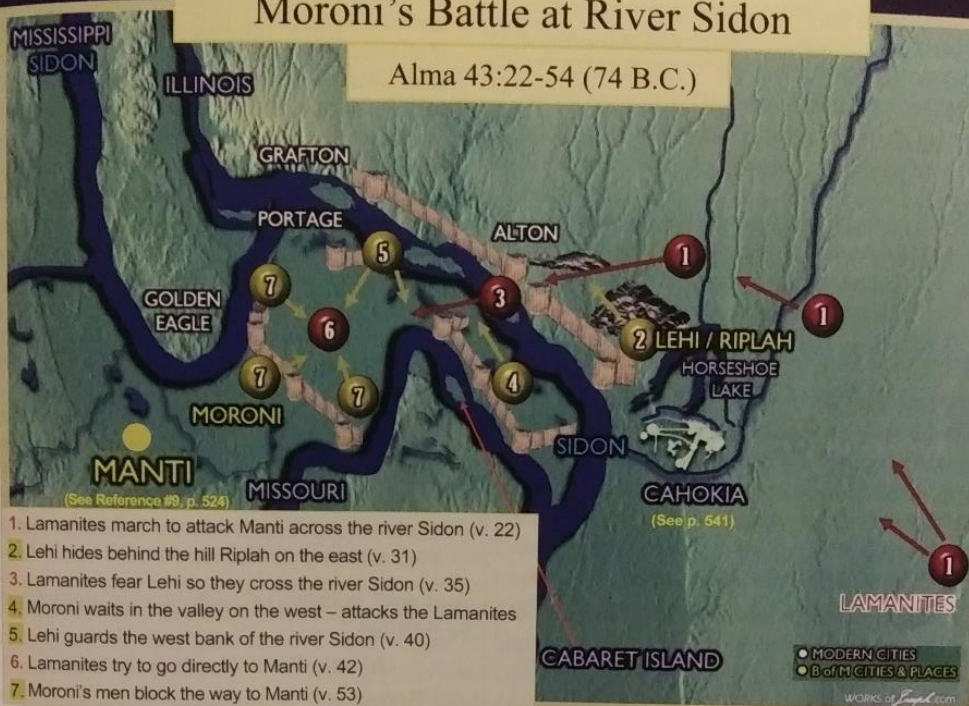 Moroni's Battle at River Sidon
Alma 43:22-54 (74 B.C.)
MISSISSIPPI
SIDON
ILLINOIS
GRAFTON
PORTAGE
ALTON
5
1
7
3
1
GOLDEN
EAGLE
6
2 LEHI / RIPLAH
HORSESHOE
LAKE
7
7
4
MORONI
SIDON
MANTI
(See Reference #9, p. 524)
MISSOURI
CAHOKIA
(See p. 541)
1
LAMANITES
1. Lamanites march to attack Manti across the river Sidon (v. 22)
2. Lehi hides behind the hill Riplah on the east (v. 31)
3. Lamanites fear Lehi so they cross the river Sidon (v. 35)
4. Moroni waits in the valley on the west – attacks the Lamanites
5. Lehi guards the west bank of the river Sidon (v. 40)
6. Lamanites try to go directly to Manti (v. 42)
7. Moroni's men block the way to Manti (v. 53)
CABARET ISLAND
MODERN CITIES
B of M CITIES & PLACES
WORKS of Joseph.com